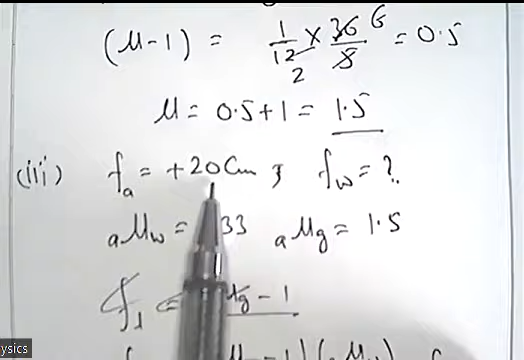 (μ-1) = 1/12 × 36/8 = 0.5
2 6
μ = 0.5+1 = 1.5
(iii) fa = +20cm ; fw = ?
aμw = 33 aμg = 1.5
g - 1
ysics